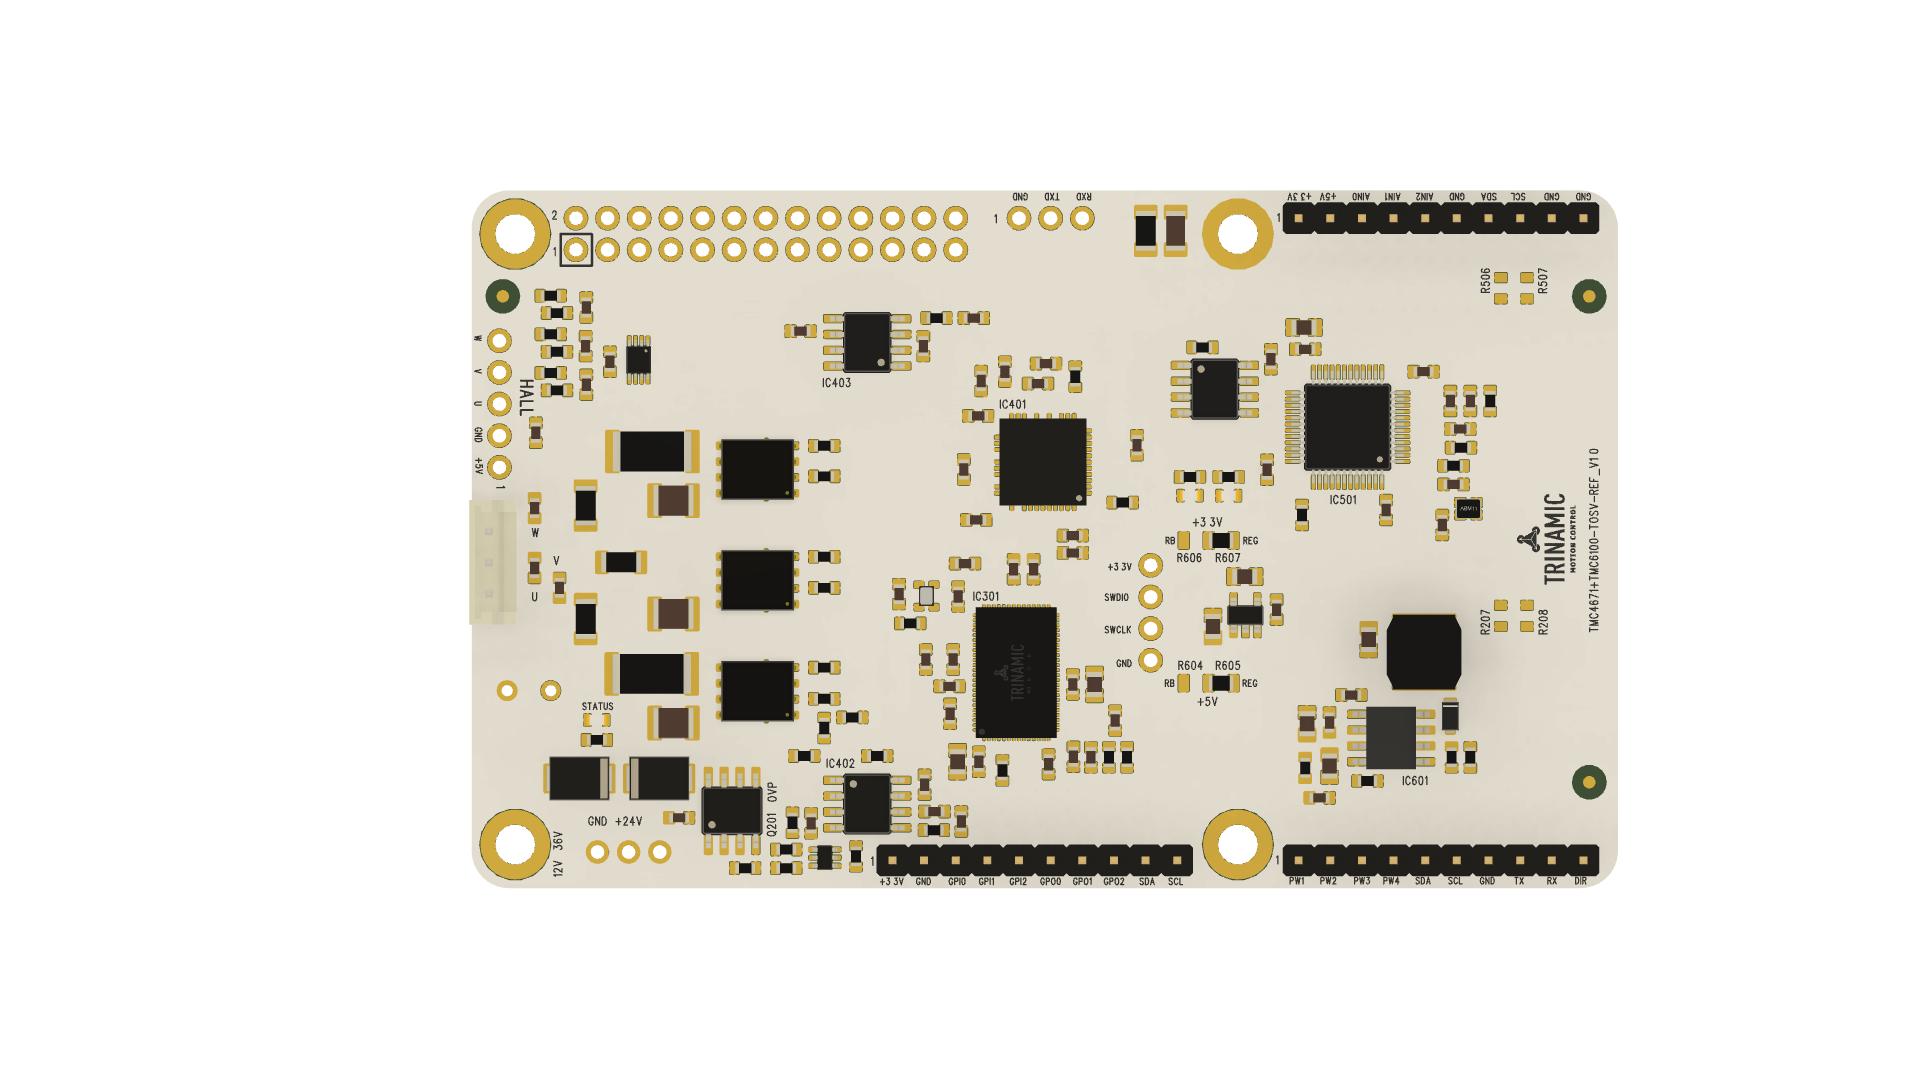 GND TXD RXD
+3 3V +5V AIN0 AIN1 AIN2 GND SDA SCL GND GND
2
1
1
1
R506
R507
W
V
U
GND
+5V
1
HALL
IC403
IC401
IC501
W
V
U
+3 3V
RB
REG
R606 R607
+3 3V
SWDIO
SWCLK
GND
IC301
TRINAMIC
TRINAMIC
MOTION CONTROL
TMC4671+TMC6100-TOSV-REF_V10
R207
R208
R604 R605
RB
REG
+5V
STATUS
IC402
IC601
GND +24V
Q201 OVP
12V 36V
1
+3 3V GND GPI0 GPI1 GPI2 GPO0 GPO1 GPO2 SDA SCL
1
PW1 PW2 PW3 PW4 SDA SCL GND TX RX DIR